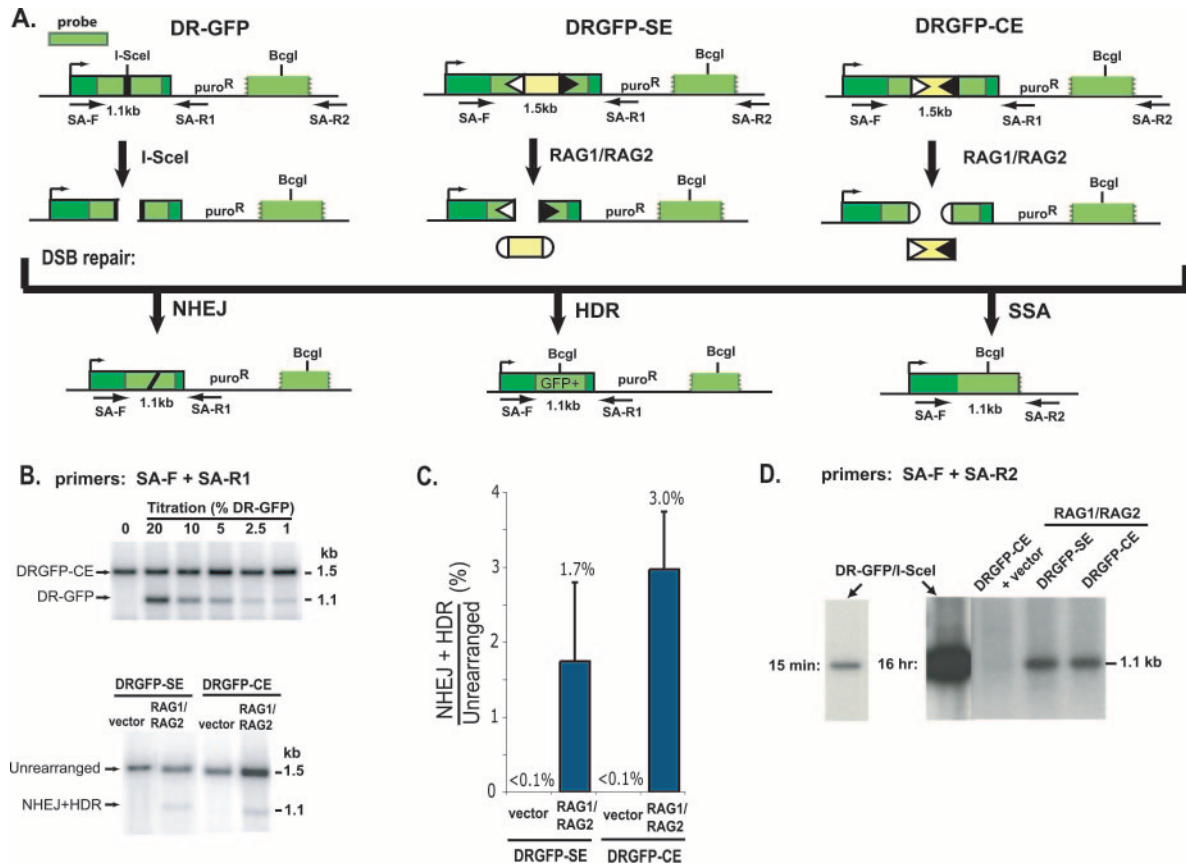 A.
probe
DR-GFP
DRGFP-SE
DRGFP-CE
I-SceI
BcgI
puroR
SA-F
1.1kb
SA-R1
SA-R2
BcgI
puroR
SA-F
1.5kb
SA-R1
SA-R2
BcgI
puroR
SA-F
1.5kb
SA-R1
SA-R2
I-SceI
RAG1/RAG2
RAG1/RAG2
BcgI
puroR
BcgI
puroR
BcgI
puroR
DSB repair:
NHEJ
HDR
SSA
BcgI
puroR
SA-F
1.1kb
SA-R1
BcgI
GFP+
puroR
BcgI
SA-F
1.1kb
SA-R1
SA-F
1.1kb
SA-R2
B.
primers: SA-F + SA-R1
Titration (% DR-GFP)
0 20 10 5 2.5 1
kb
DRGFP-CE
1.5
DR-GFP
1.1
DRGFP-SE DRGFP-CE
vector RAG1/RAG2 vector RAG1/RAG2
kb
Unrearranged
1.5
NHEJ+HDR
1.1
C.
NHEJ + HDR
Unrearranged
(%)
4
3
2
1
0
<0.1%
1.7%
<0.1%
3.0%
vector RAG1/RAG2 vector RAG1/RAG2
DRGFP-SE DRGFP-CE
D.
primers: SA-F + SA-R2
RAG1/RAG2
DR-GFP/I-SceI
DRGFP-CE
+ vector
DRGFP-SE
DRGFP-CE
15 min:
16 hr:
1.1 kb